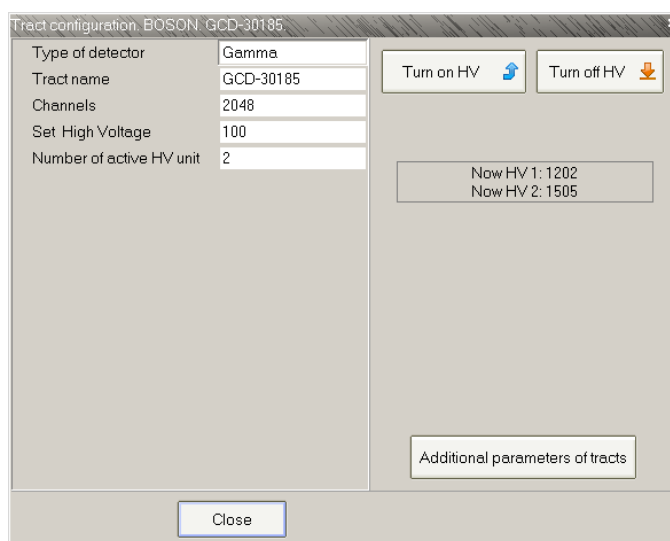 Tract configuration. BOSON. GCD-30185.
Type of detector Gamma
Tract name GCD-30185
Channels 2048
Set High Voltage 100
Number of active HV unit 2
Turn on HV
Turn off HV
Now HV 1: 1202
Now HV 2: 1505
Additional parameters of tracts
Close